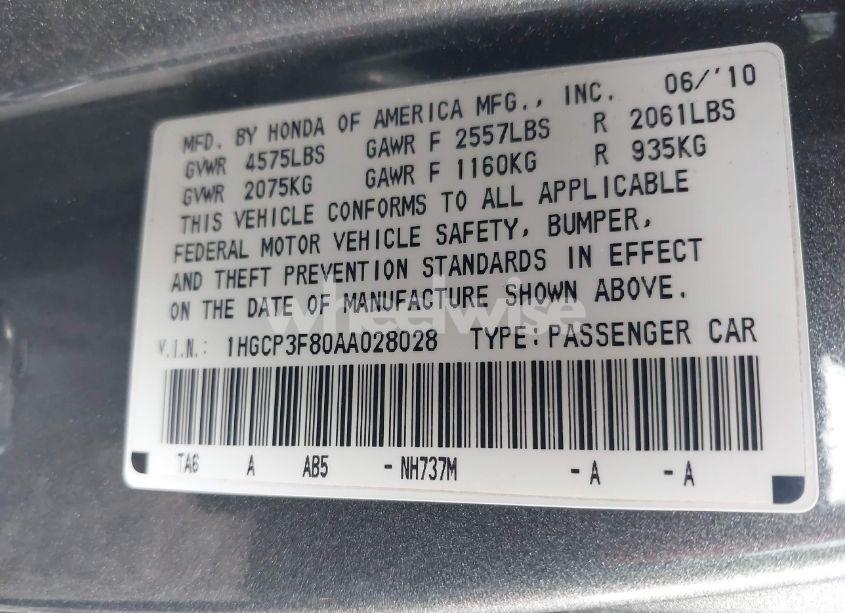 MFD. BY HONDA OF AMERICA MFG., INC. 06/'10
GVWR 4575LBS GAWR F 2557LBS R 2061LBS
GVWR 2075KG GAWR F 1160KG R 935KG
THIS VEHICLE CONFORMS TO ALL APPLICABLE
FEDERAL MOTOR VEHICLE SAFETY, BUMPER,
AND THEFT PREVENTION STANDARDS IN EFFECT
ON THE DATE OF MANUFACTURE SHOWN ABOVE.
wheelwise
V.I.N.: 1HGCP3F80AA028028 TYPE: PASSENGER CAR
TA6 A AB5 - NH737M - A - A